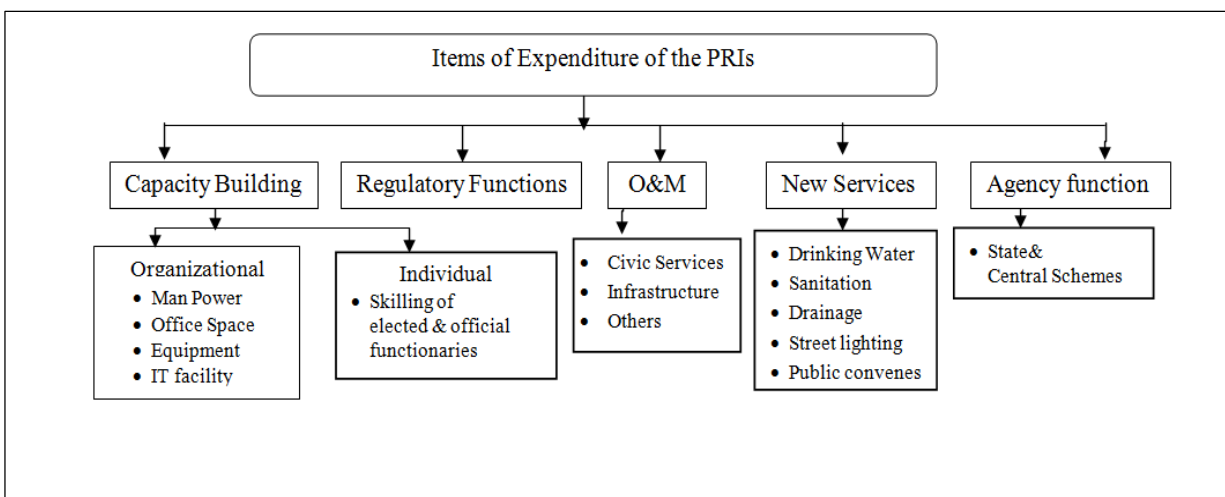 Items of Expenditure of the PRIs
Capacity Building
Regulatory Functions
O&M
New Services
Agency function
Organizational
• Man Power
• Office Space
• Equipment
• IT facility
Individual
• Skilling of
elected & official
functionaries
• Civic Services
• Infrastructure
• Others
• Drinking Water
• Sanitation
• Drainage
• Street lighting
• Public convenes
• State&
Central Schemes